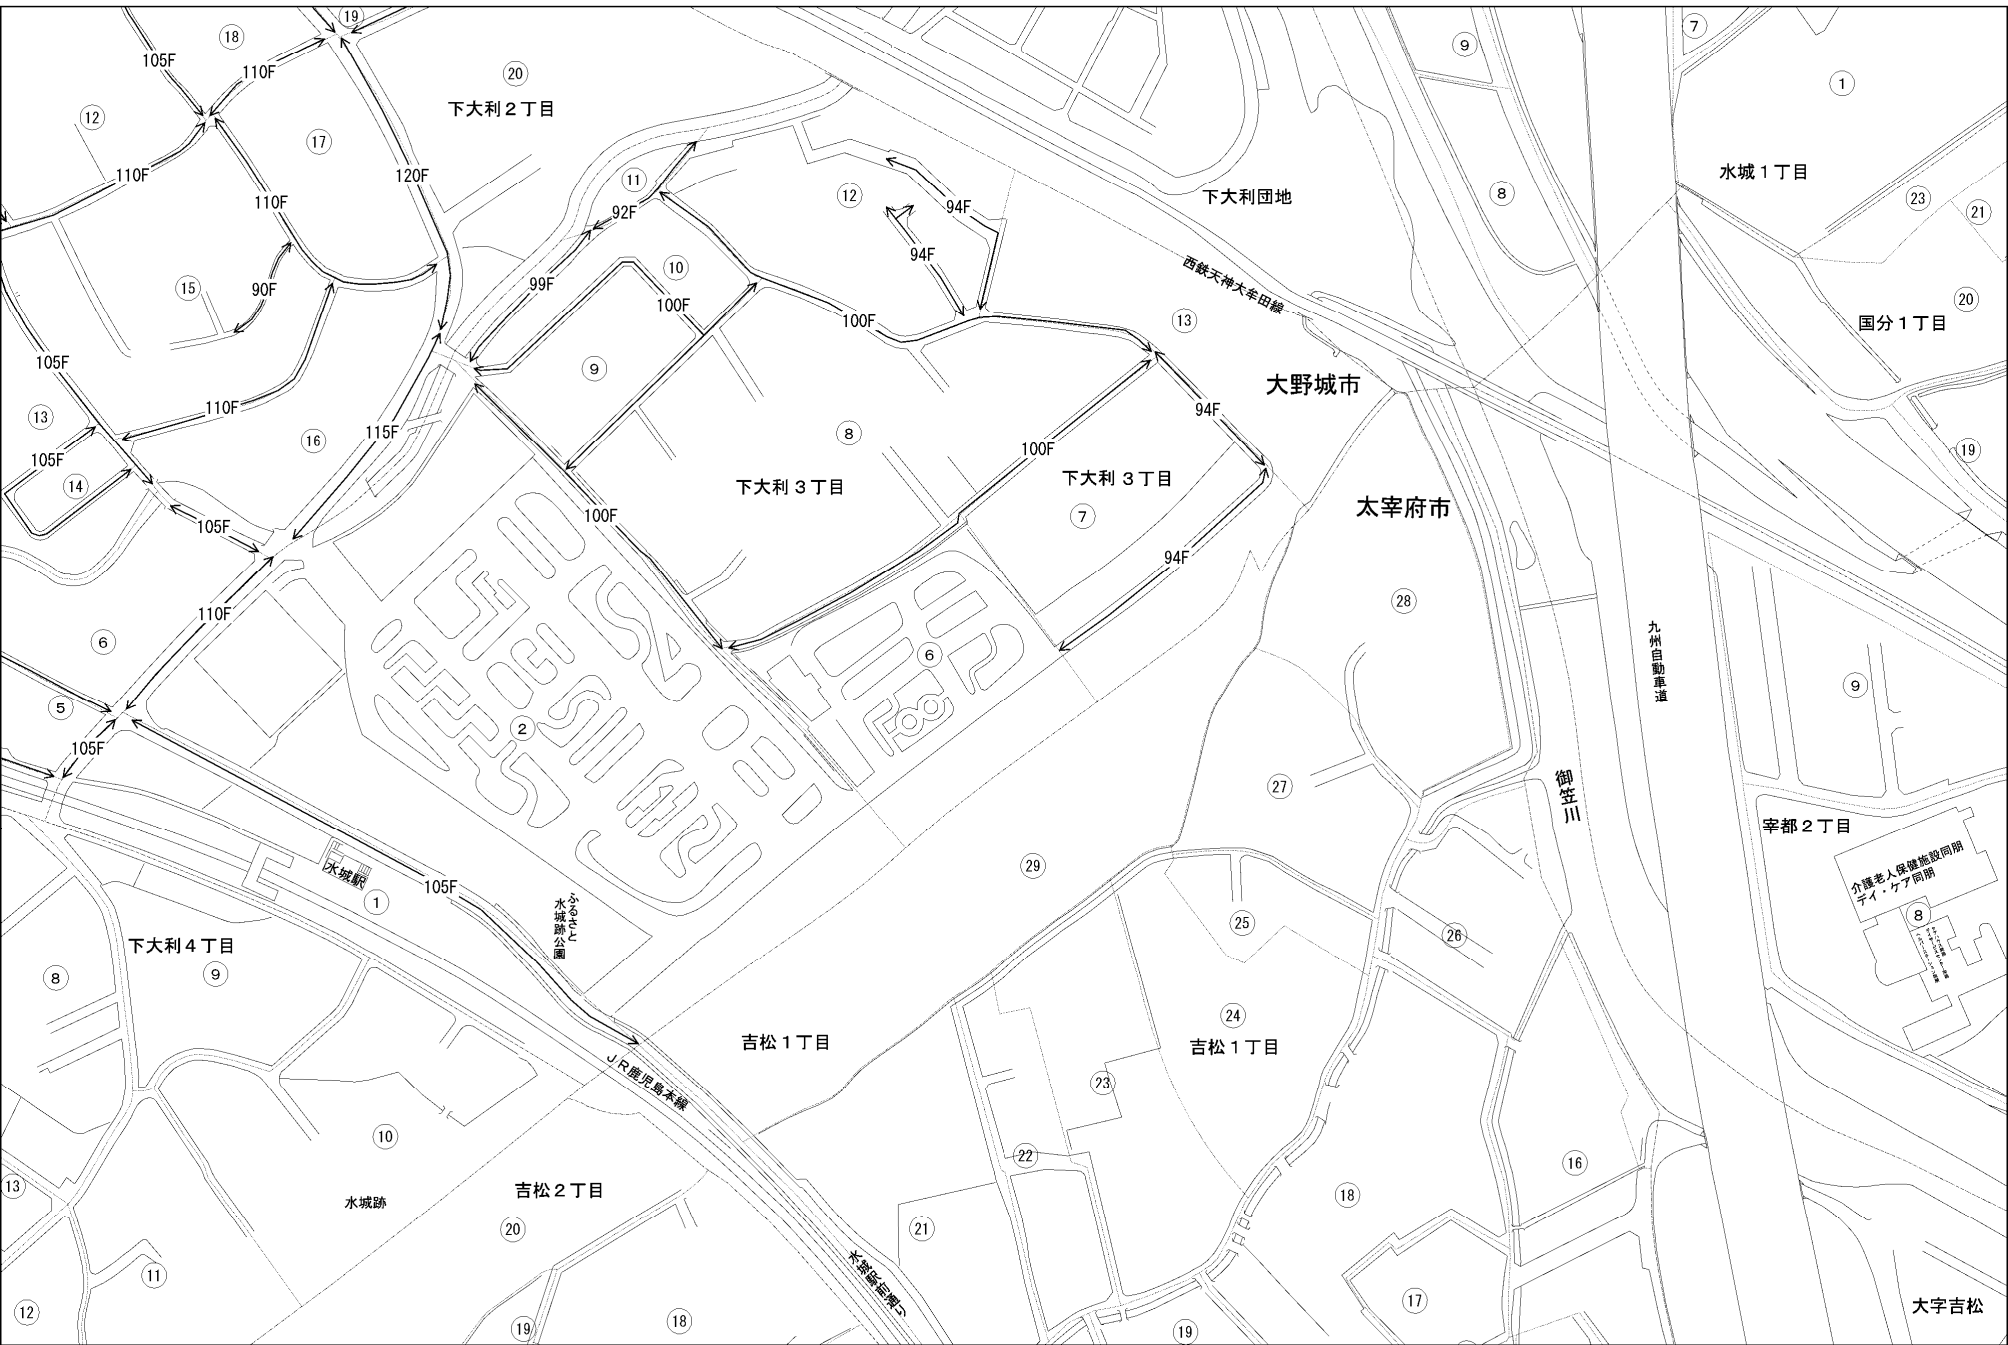 ⑲
⑱
105F
110F
⑳
下大利２丁目
⑫
⑰
110F
120F
110F
⑮
90F
105F
110F
⑬
105F
⑭
⑯
115F
105F
110F
⑥
⑤
105F
⑪
92F
⑫
94F
94F
99F
⑩
100F
100F
⑨
⑧
下大利３丁目
100F
100F
下大利３丁目
⑦
94F
94F
⑬
⑥
②
下大利団地
西鉄天神大牟田線
大野城市
太宰府市
⑨
⑧
⑦
①
水城１丁目
㉓
㉑
⑳
国分１丁目
⑲
㉘
九州自動車道
⑨
御笠川
㉗
宰都２丁目
介護老人保健施設同朋
デイ・ケア同朋
⑧
水城駅
①
105F
ふるさと
水城跡公園
下大利４丁目
⑧
⑨
㉙
㉕
㉖
吉松１丁目
㉔
吉松１丁目
㉓
㉒
ＪＲ鹿児島本線
⑩
⑬
水城跡
吉松２丁目
⑳
⑪
⑫
⑲
⑱
水城駅前通り
㉑
⑱
⑯
⑰
⑲
大字吉松